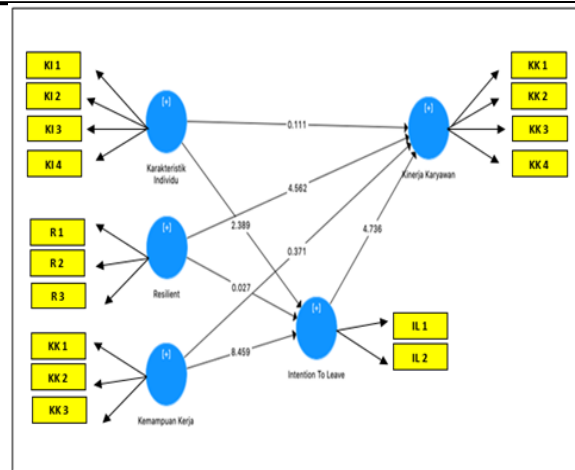 KI 1
KI 2
KI 3
KI 4
[+]
Karakteristik
Individu
0.111
[+]
Kinerja Karyawan
KK 1
KK 2
KK 3
KK 4
4.562
2.389
4.736
0.371
R 1
R 2
R 3
[+]
Resilient
0.027
[+]
Intention To Leave
IL 1
IL 2
KK 1
KK 2
KK 3
[+]
Kemampuan Kerja
8.459